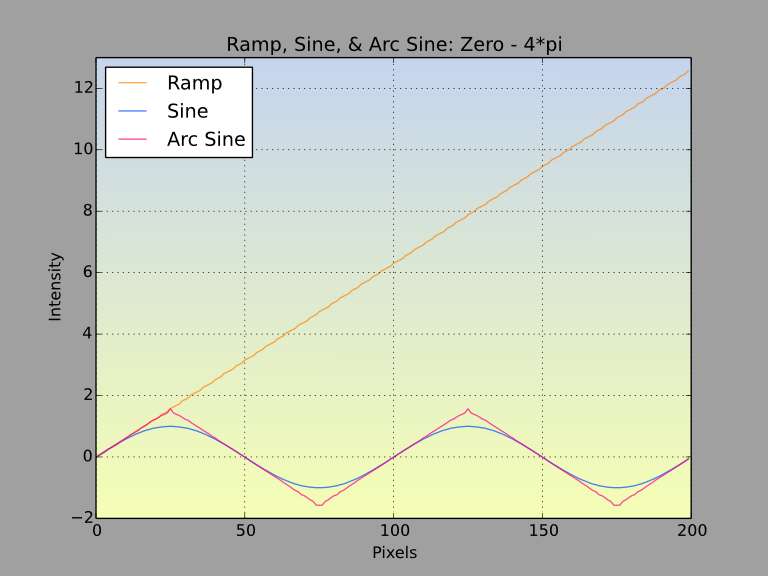 Ramp, Sine, & Arc Sine: Zero - 4*pi
Ramp
Sine
Arc Sine
12
10
8
6
4
2
0
−2
Intensity
0 50 100 150 200
Pixels